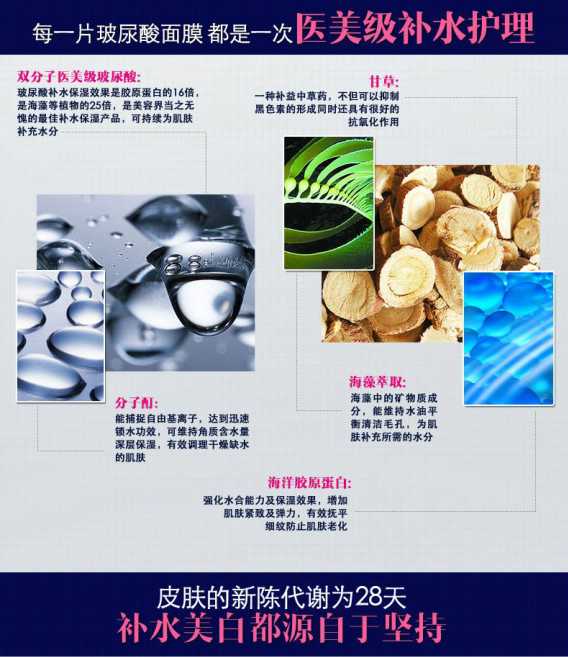 每一片玻尿酸面膜 都是一次医美级补水护理
双分子医美级玻尿酸:
玻尿酸补水保湿效果是胶原蛋白的16倍，
是海藻等植物的25倍，是美容界当之无
愧的最佳补水保湿产品，可持续为肌肤
补充水分
甘草:
一种补益中草药，不但可以抑制
黑色素的形成同时还具有很好的
抗氧化作用
分子酊:
能捕捉自由基离子，达到迅速
锁水功效，可维持角质含水量
深层保湿，有效调理干燥缺水
的肌肤
海藻萃取:
海藻中的矿物质成
分，能维持水油平
衡清洁毛孔，为肌
肤补充所需的水分
海洋胶原蛋白:
强化水合能力及保湿效果，增加
肌肤紧致及弹力，有效抚平
细纹防止肌肤老化
皮肤的新陈代谢为28天
补水美白都源自于坚持